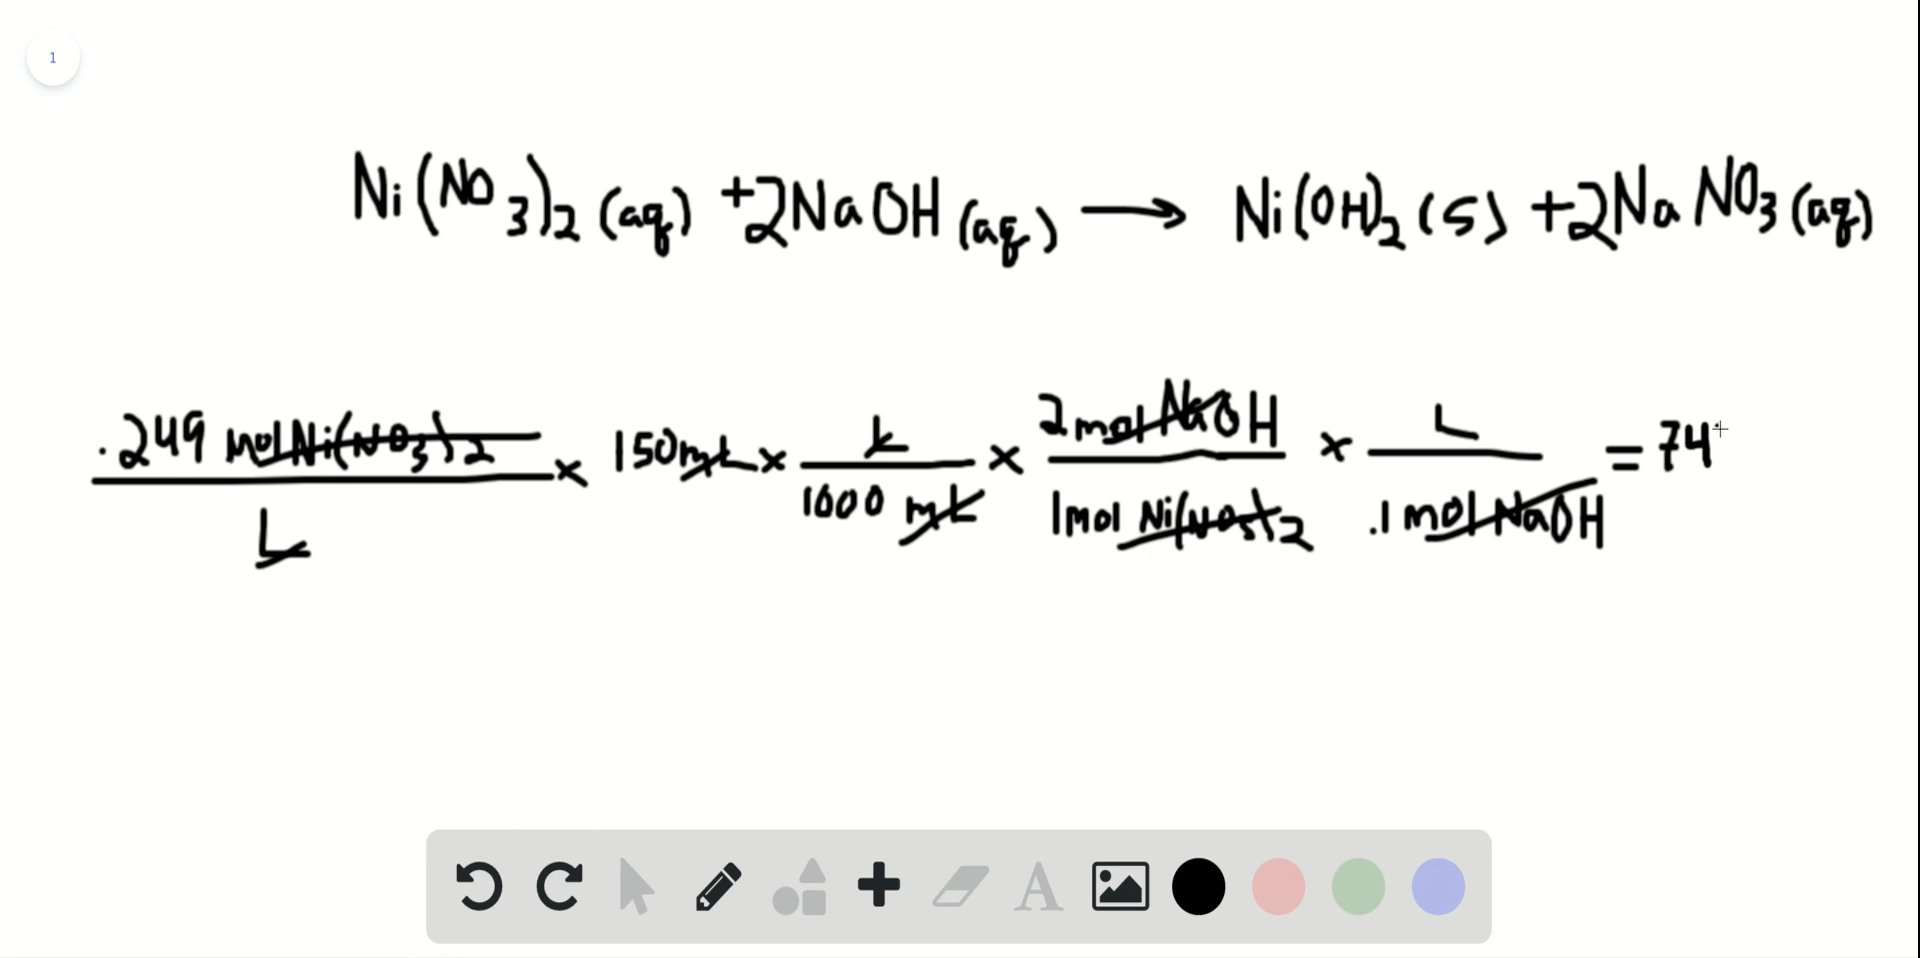 1
Ni(NO3)2 (aq) + 2NaOH (aq) → Ni(OH)2 (s) + 2NaNO3 (aq)
.249 mol Ni(NO3)2 / L × 150 mL × L / 1000 mL × 2 mol NaOH / 1 mol Ni(NO3)2 × L / .1 mol NaOH = 74
A